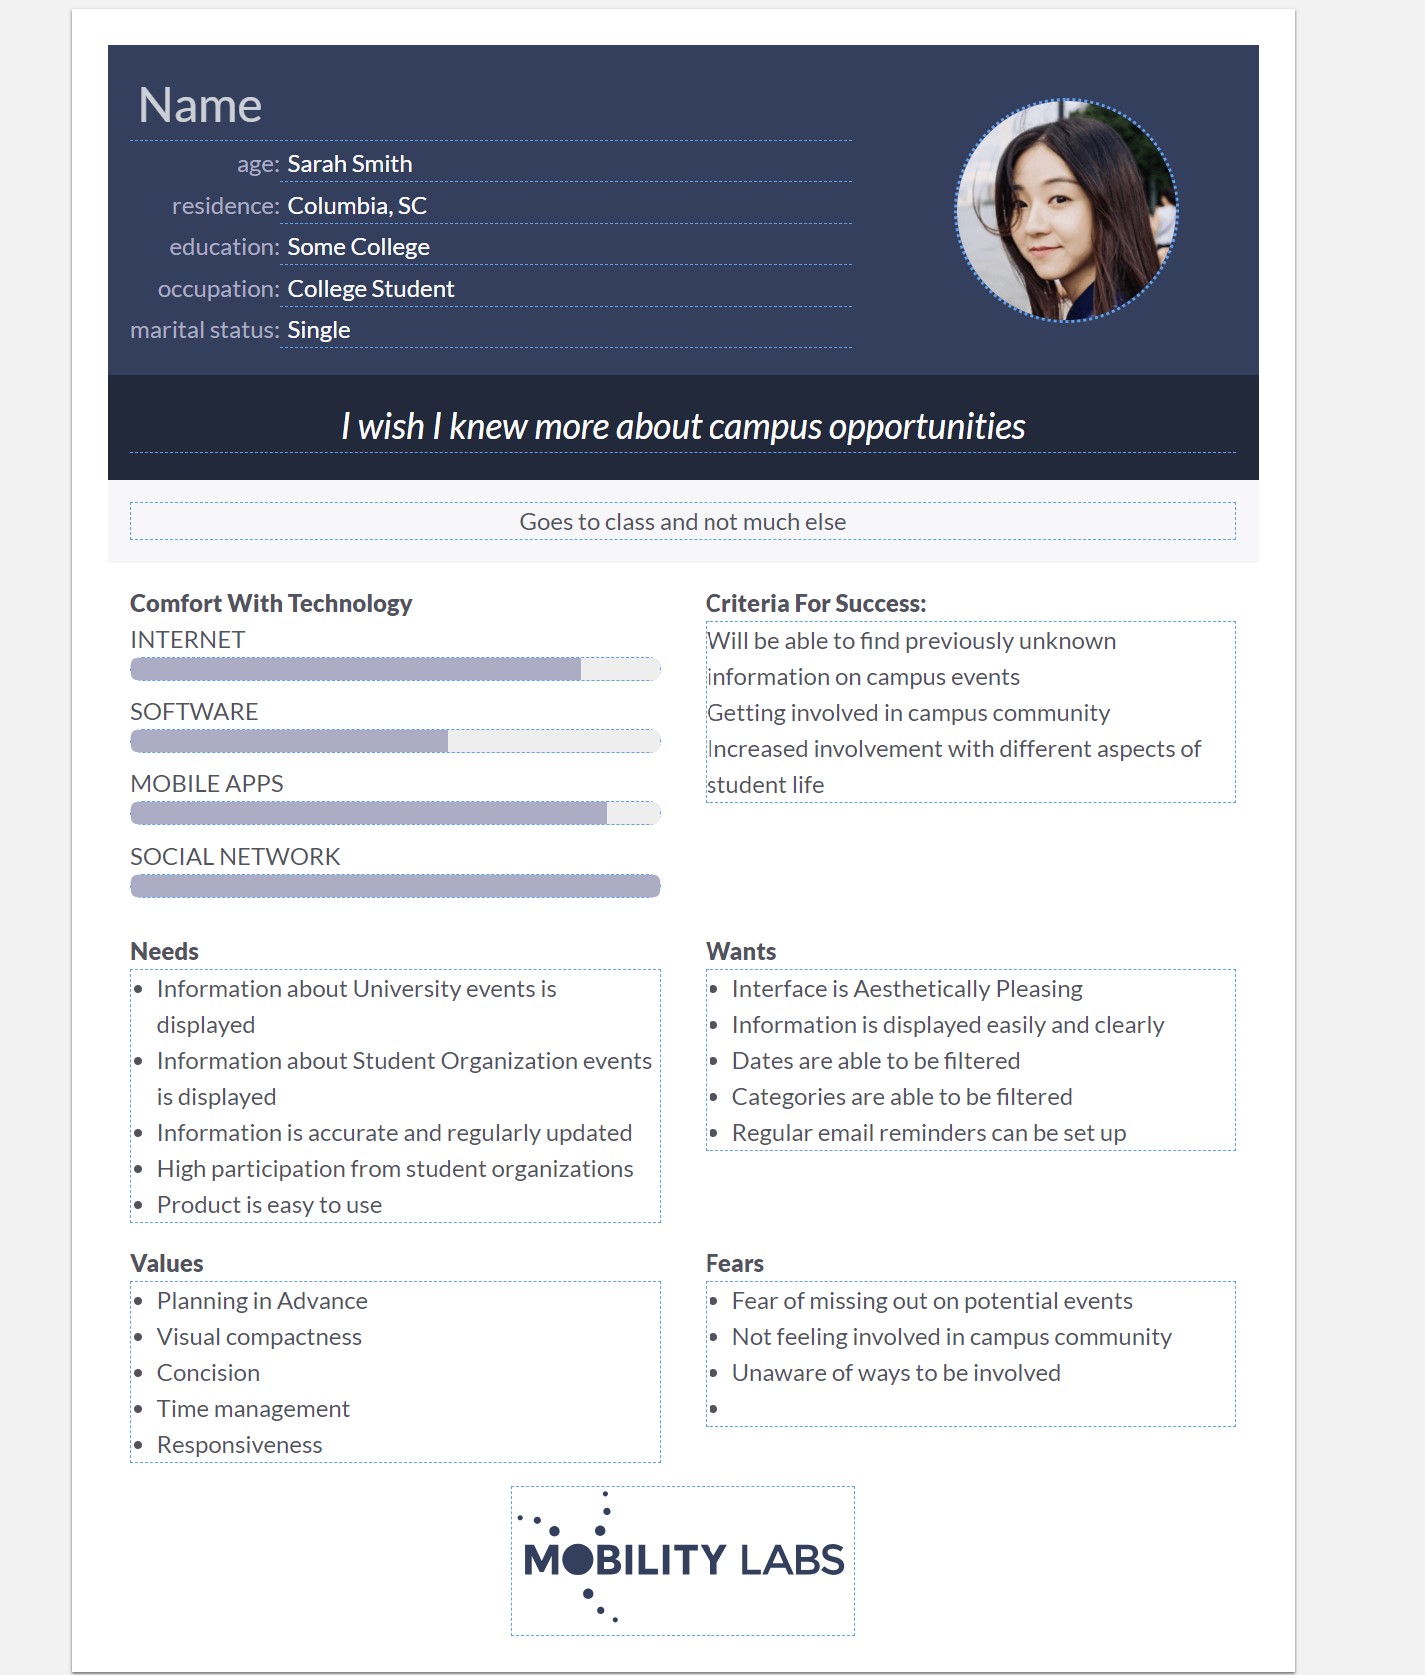 Name
age: Sarah Smith
residence: Columbia, SC
education: Some College
occupation: College Student
marital status: Single
I wish I knew more about campus opportunities
Goes to class and not much else
Comfort With Technology
INTERNET
SOFTWARE
MOBILE APPS
SOCIAL NETWORK
Criteria For Success:
Will be able to find previously unknown
information on campus events
Getting involved in campus community
Increased involvement with different aspects of
student life
Needs
• Information about University events is
displayed
• Information about Student Organization events
is displayed
• Information is accurate and regularly updated
• High participation from student organizations
• Product is easy to use
Wants
• Interface is Aesthetically Pleasing
• Information is displayed easily and clearly
• Dates are able to be filtered
• Categories are able to be filtered
• Regular email reminders can be set up
Values
• Planning in Advance
• Visual compactness
• Concision
• Time management
• Responsiveness
Fears
• Fear of missing out on potential events
• Not feeling involved in campus community
• Unaware of ways to be involved
•
MOBILITY LABS